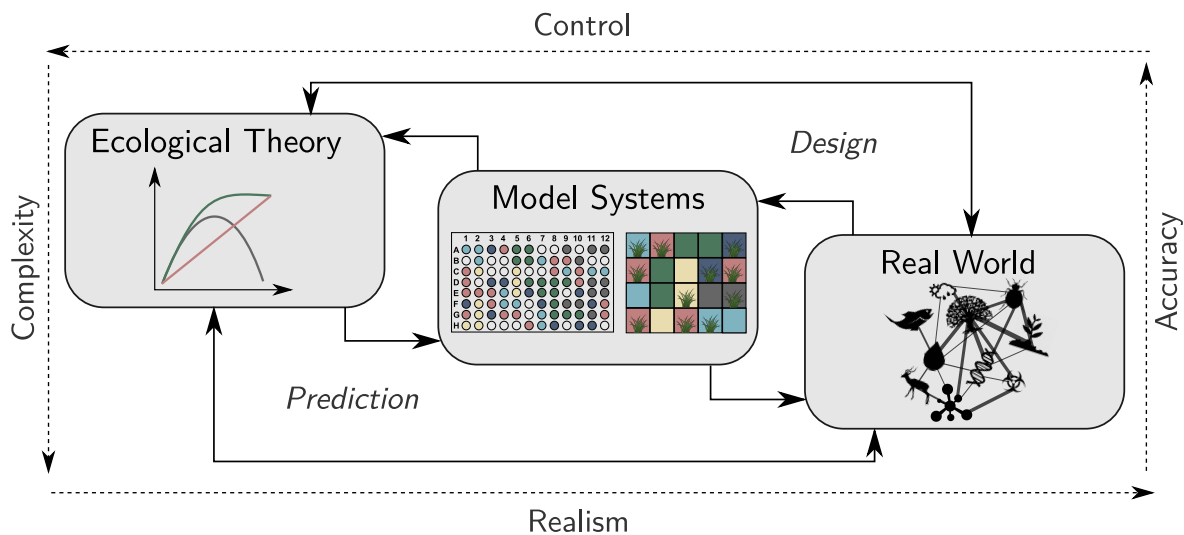 Control
Ecological Theory
Design
Model Systems
1 2 3 4 5 6 7 8 9 10 11 12
A
B
C
D
E
F
G
H
Real World
Complexity
Accuracy
Prediction
Realism